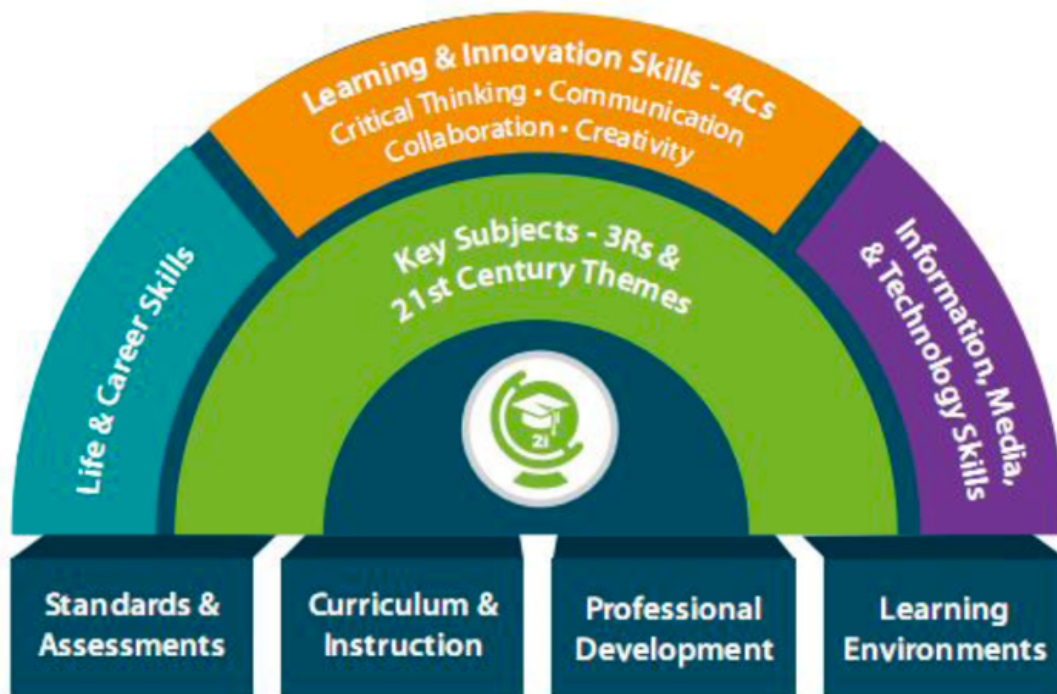 Learning & Innovation Skills - 4Cs
Critical Thinking • Communication
Collaboration • Creativity
Life & Career Skills
Key Subjects - 3Rs &
21st Century Themes
Information, Media,
& Technology Skills
Standards &
Assessments
Curriculum &
Instruction
Professional
Development
Learning
Environments